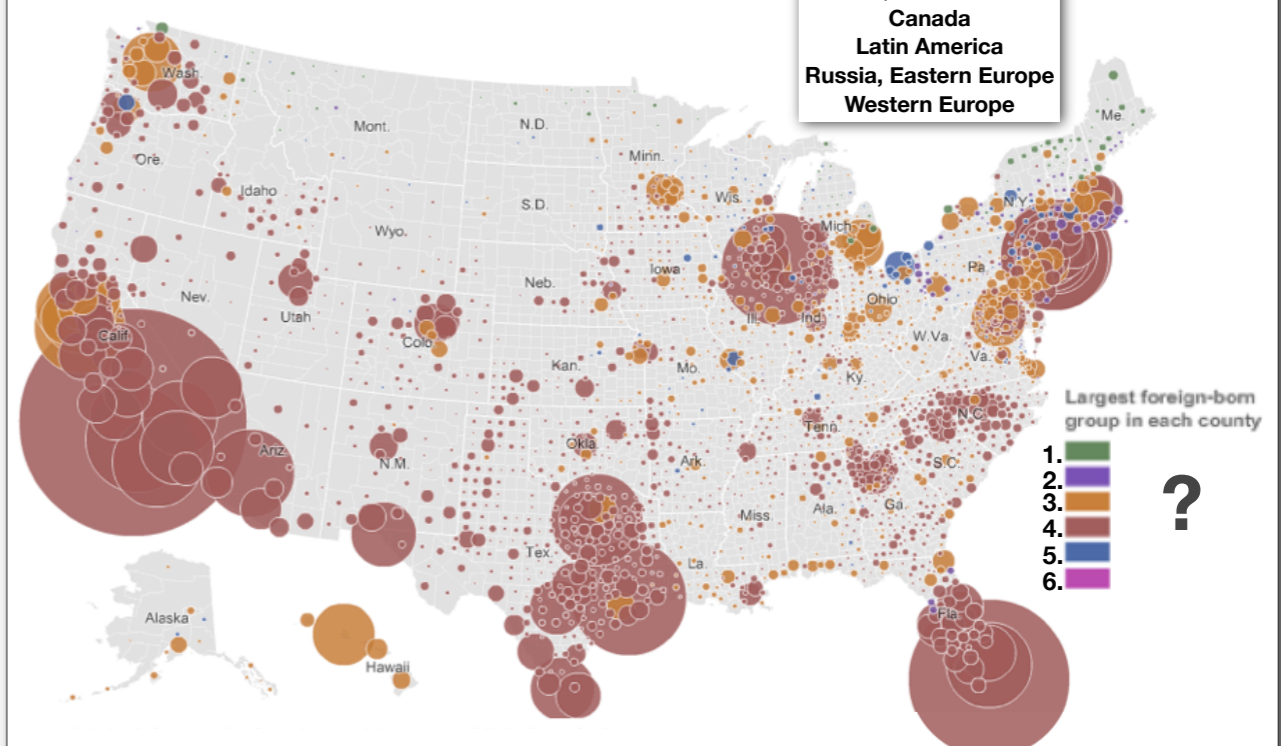 Canada
Latin America
Russia, Eastern Europe
Western Europe
Wash.
Mont.
N.D.
Minn.
Me.
Ore.
Idaho
S.D.
Wis.
N.Y.
Mich.
Wyo.
Iowa
Pa.
Nev.
Neb.
Ohio
Utah
Ill.
Ind.
Calif.
Colo.
W.Va.
Kan.
Mo.
Va.
Ky.
Largest foreign-born
group in each county
N.C.
Tenn.
Ariz.
Okla.
1.
N.M.
Ark.
S.C.
2.
Miss.
Ala.
Ga.
3.
?
4.
Tex.
La.
5.
6.
Alaska
Fla.
Hawaii